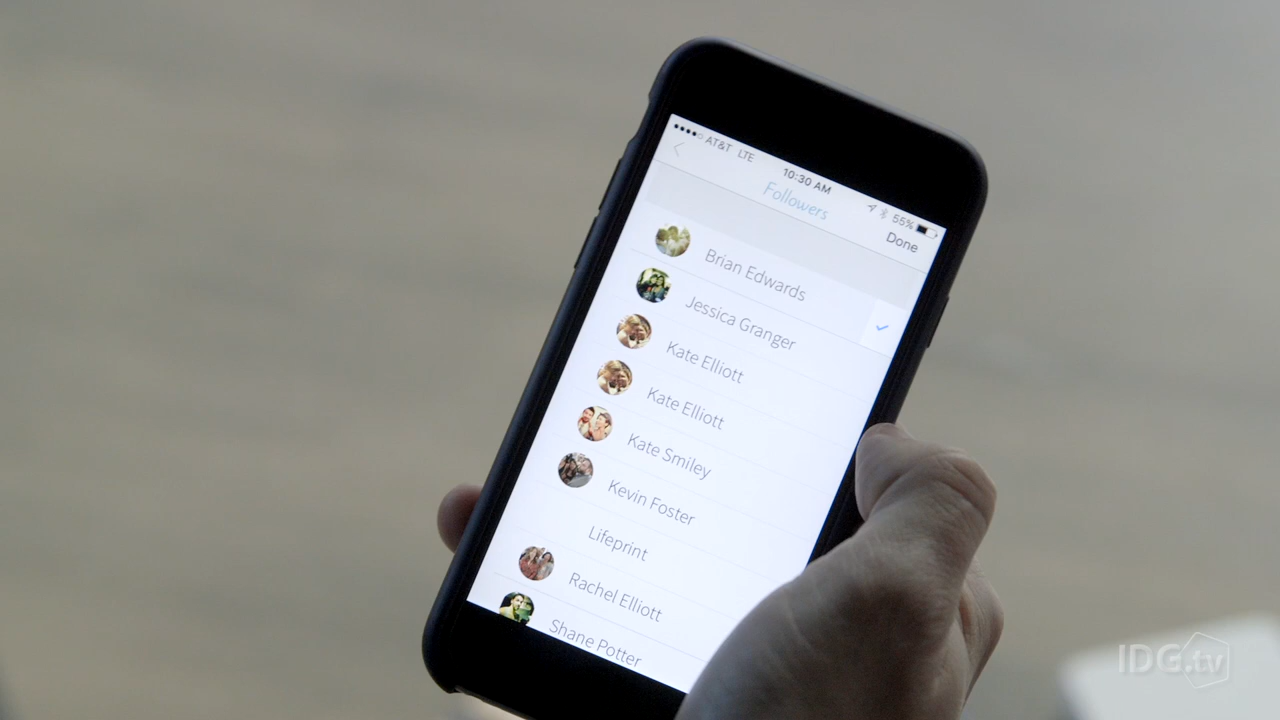 AT&T LTE 10:30 AM 55%
Followers
Done
Brian Edwards
Jessica Granger
Kate Elliott
Kate Elliott
Kate Smiley
Kevin Foster
Lifeprint
Rachel Elliott
Shane Potter
IDG.tv